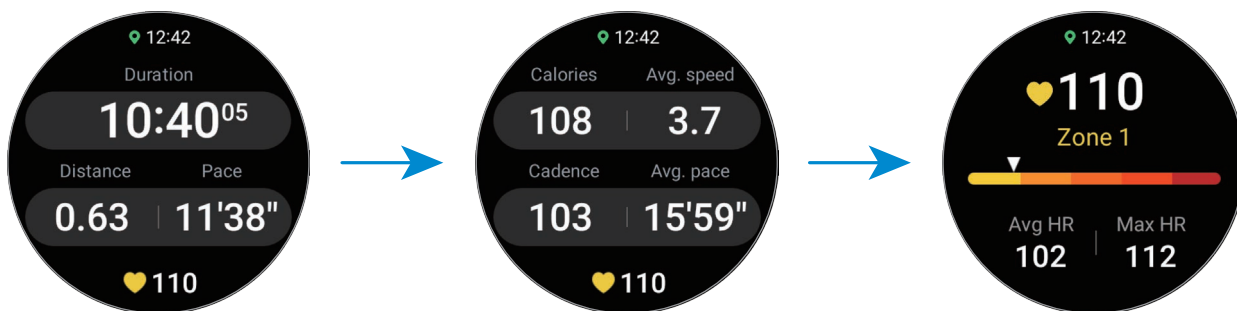 12:42
Duration
10:40 05
Distance Pace
0.63 11'38"
110
12:42
Calories Avg. speed
108 3.7
Cadence Avg. pace
103 15'59"
110
12:42
110
Zone 1
Avg HR Max HR
102 112